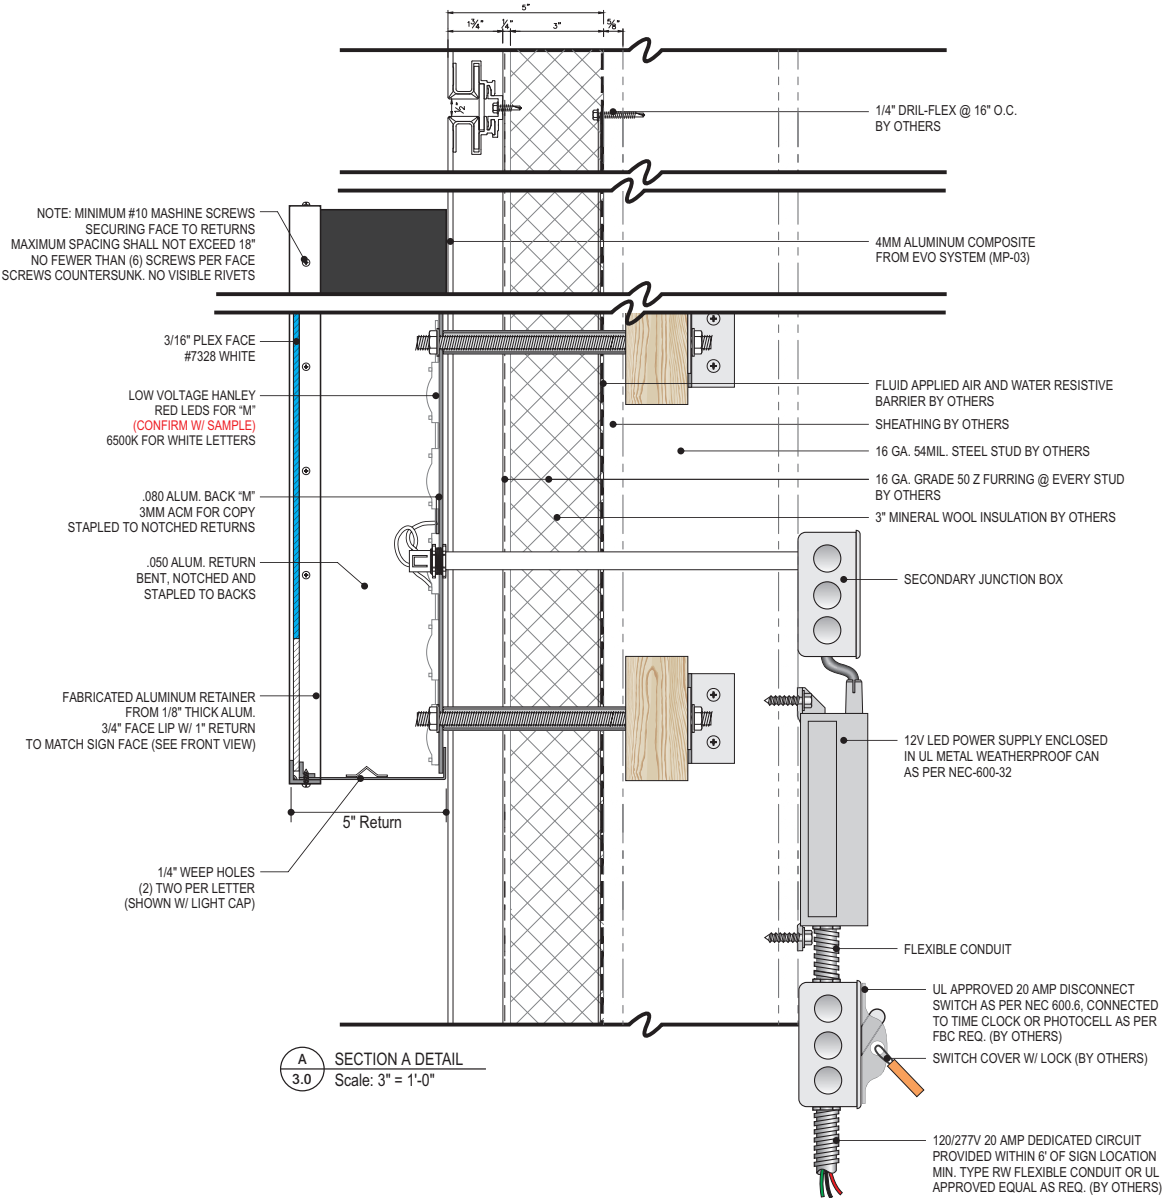 5"
1¾"
¼"
3"
⅝"
½"
1/4" DRIL-FLEX @ 16" O.C.
BY OTHERS
NOTE: MINIMUM #10 MASHINE SCREWS
SECURING FACE TO RETURNS
MAXIMUM SPACING SHALL NOT EXCEED 18"
NO FEWER THAN (6) SCREWS PER FACE
SCREWS COUNTERSUNK. NO VISIBLE RIVETS
4MM ALUMINUM COMPOSITE
FROM EVO SYSTEM (MP-03)
3/16" PLEX FACE
#7328 WHITE
LOW VOLTAGE HANLEY
RED LEDS FOR "M"
(CONFIRM W/ SAMPLE)
6500K FOR WHITE LETTERS
.080 ALUM. BACK "M"
3MM ACM FOR COPY
STAPLED TO NOTCHED RETURNS
.050 ALUM. RETURN
BENT, NOTCHED AND
STAPLED TO BACKS
FABRICATED ALUMINUM RETAINER
FROM 1/8" THICK ALUM.
3/4" FACE LIP W/ 1" RETURN
TO MATCH SIGN FACE (SEE FRONT VIEW)
5" Return
1/4" WEEP HOLES
(2) TWO PER LETTER
(SHOWN W/ LIGHT CAP)
FLUID APPLIED AIR AND WATER RESISTIVE
BARRIER BY OTHERS
SHEATHING BY OTHERS
16 GA. 54MIL. STEEL STUD BY OTHERS
16 GA. GRADE 50 Z FURRING @ EVERY STUD
BY OTHERS
3" MINERAL WOOL INSULATION BY OTHERS
SECONDARY JUNCTION BOX
12V LED POWER SUPPLY ENCLOSED
IN UL METAL WEATHERPROOF CAN
AS PER NEC-600-32
FLEXIBLE CONDUIT
UL APPROVED 20 AMP DISCONNECT
SWITCH AS PER NEC 600.6, CONNECTED
TO TIME CLOCK OR PHOTOCELL AS PER
FBC REQ. (BY OTHERS)
SWITCH COVER W/ LOCK (BY OTHERS)
120/277V 20 AMP DEDICATED CIRCUIT
PROVIDED WITHIN 6' OF SIGN LOCATION
MIN. TYPE RW FLEXIBLE CONDUIT OR UL
APPROVED EQUAL AS REQ. (BY OTHERS)
A
3.0
SECTION A DETAIL
Scale: 3" = 1'-0"